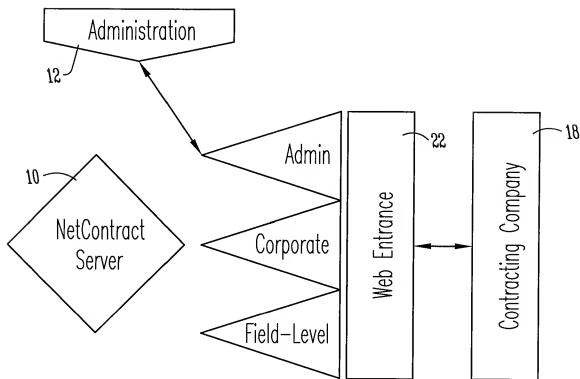 Administration
12
10
NetContract
Server
Admin
Corporate
Field-Level
Web Entrance
22
Contracting Company
18